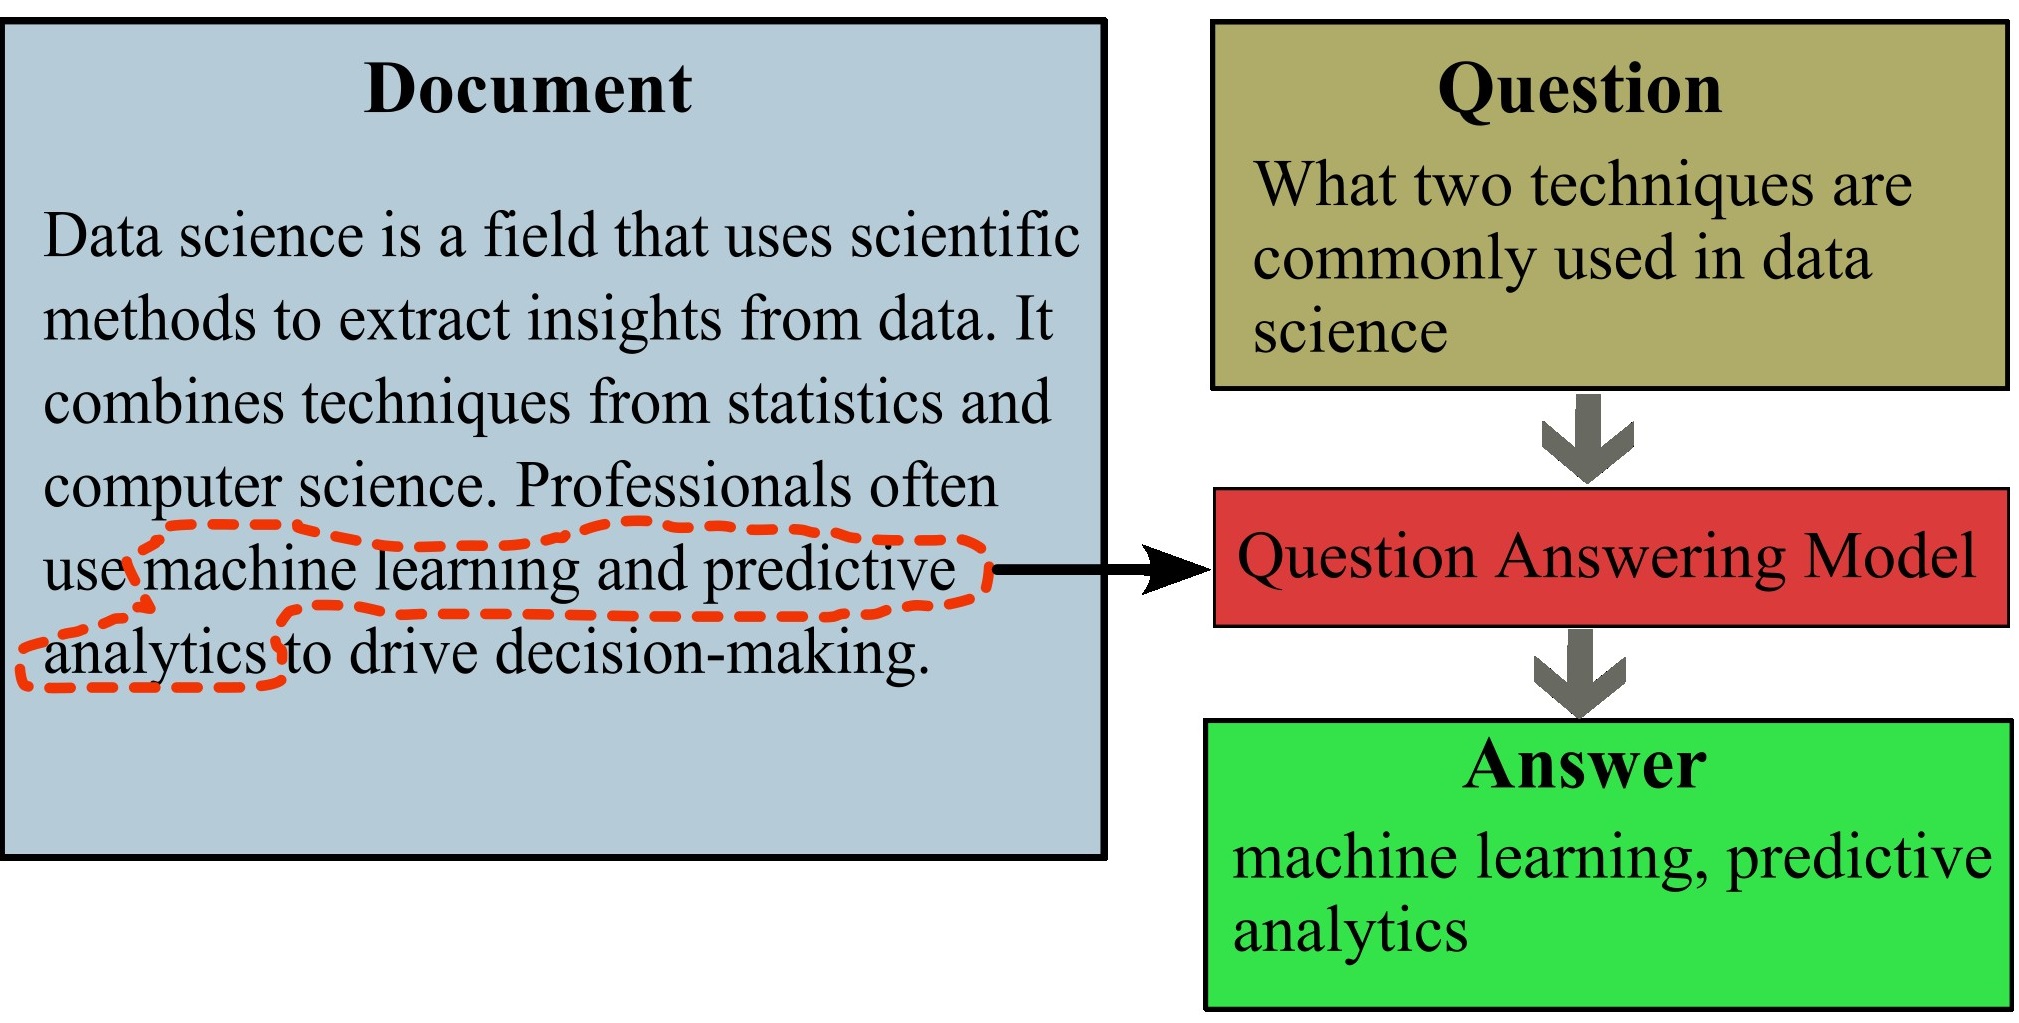 Document
Data science is a field that uses scientific
methods to extract insights from data. It
combines techniques from statistics and
computer science. Professionals often
use machine learning and predictive
analytics to drive decision-making.
Question
What two techniques are
commonly used in data
science
Question Answering Model
Answer
machine learning, predictive
analytics